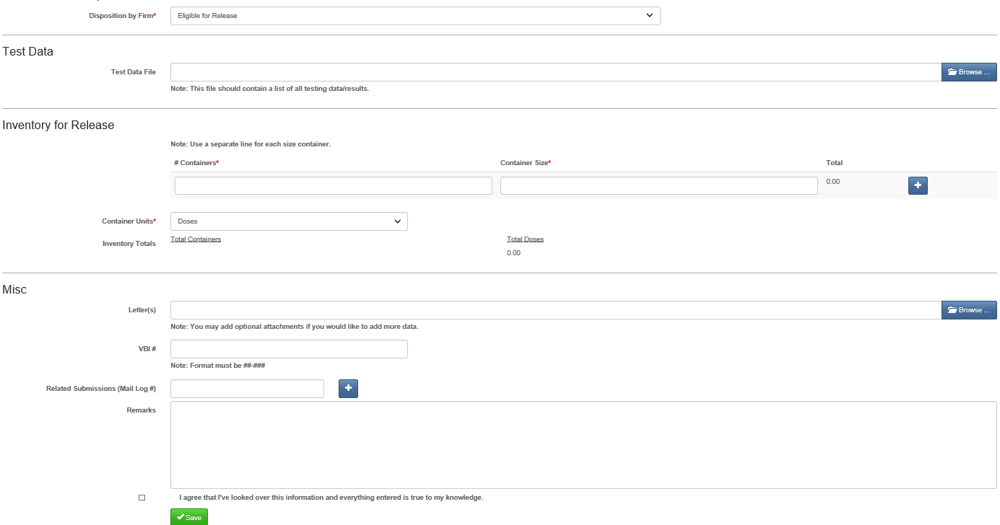 Disposition by Firm* Eligible for Release
Test Data
Test Data File Browse ...
Note: This file should contain a list of all testing data/results.
Inventory for Release
Note: Use a separate line for each size container.
# Containers* Container Size* Total
0.00
Container Units* Doses
Inventory Totals Total Containers Total Doses
0.00
Misc
Letter(s) Browse ...
Note: You may add optional attachments if you would like to add more data.
VBI #
Note: Format must be ##-###
Related Submissions (Mail Log #)
Remarks
I agree that I've looked over this information and everything entered is true to my knowledge.
Save